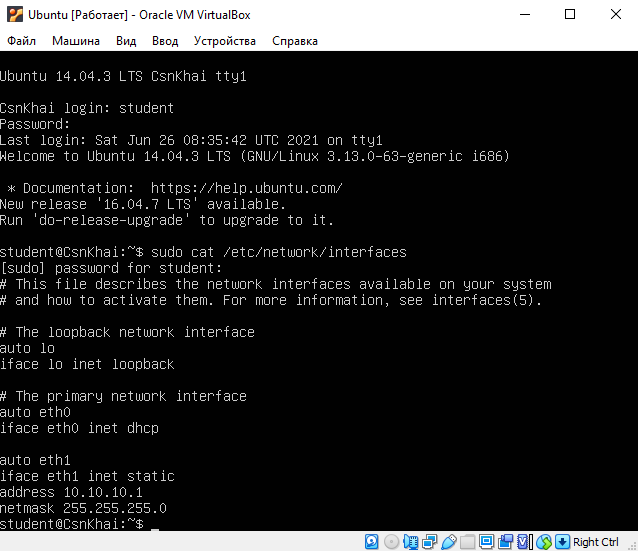 Ubuntu [Работает] - Oracle VM VirtualBox
Файл Машина Вид Ввод Устройства Справка
Ubuntu 14.04.3 LTS CsnKhai tty1
CsnKhai login: student
Password:
Last login: Sat Jun 26 08:35:42 UTC 2021 on tty1
Welcome to Ubuntu 14.04.3 LTS (GNU/Linux 3.13.0-63-generic i686)
* Documentation:  https://help.ubuntu.com/
New release '16.04.7 LTS' available.
Run 'do-release-upgrade' to upgrade to it.
student@CsnKhai:~$ sudo cat /etc/network/interfaces
[sudo] password for student:
# This file describes the network interfaces available on your system
# and how to activate them. For more information, see interfaces(5).
# The loopback network interface
auto lo
iface lo inet loopback
# The primary network interface
auto eth0
iface eth0 inet dhcp
auto eth1
iface eth1 inet static
address 10.10.10.1
netmask 255.255.255.0
student@CsnKhai:~$ _
Right Ctrl